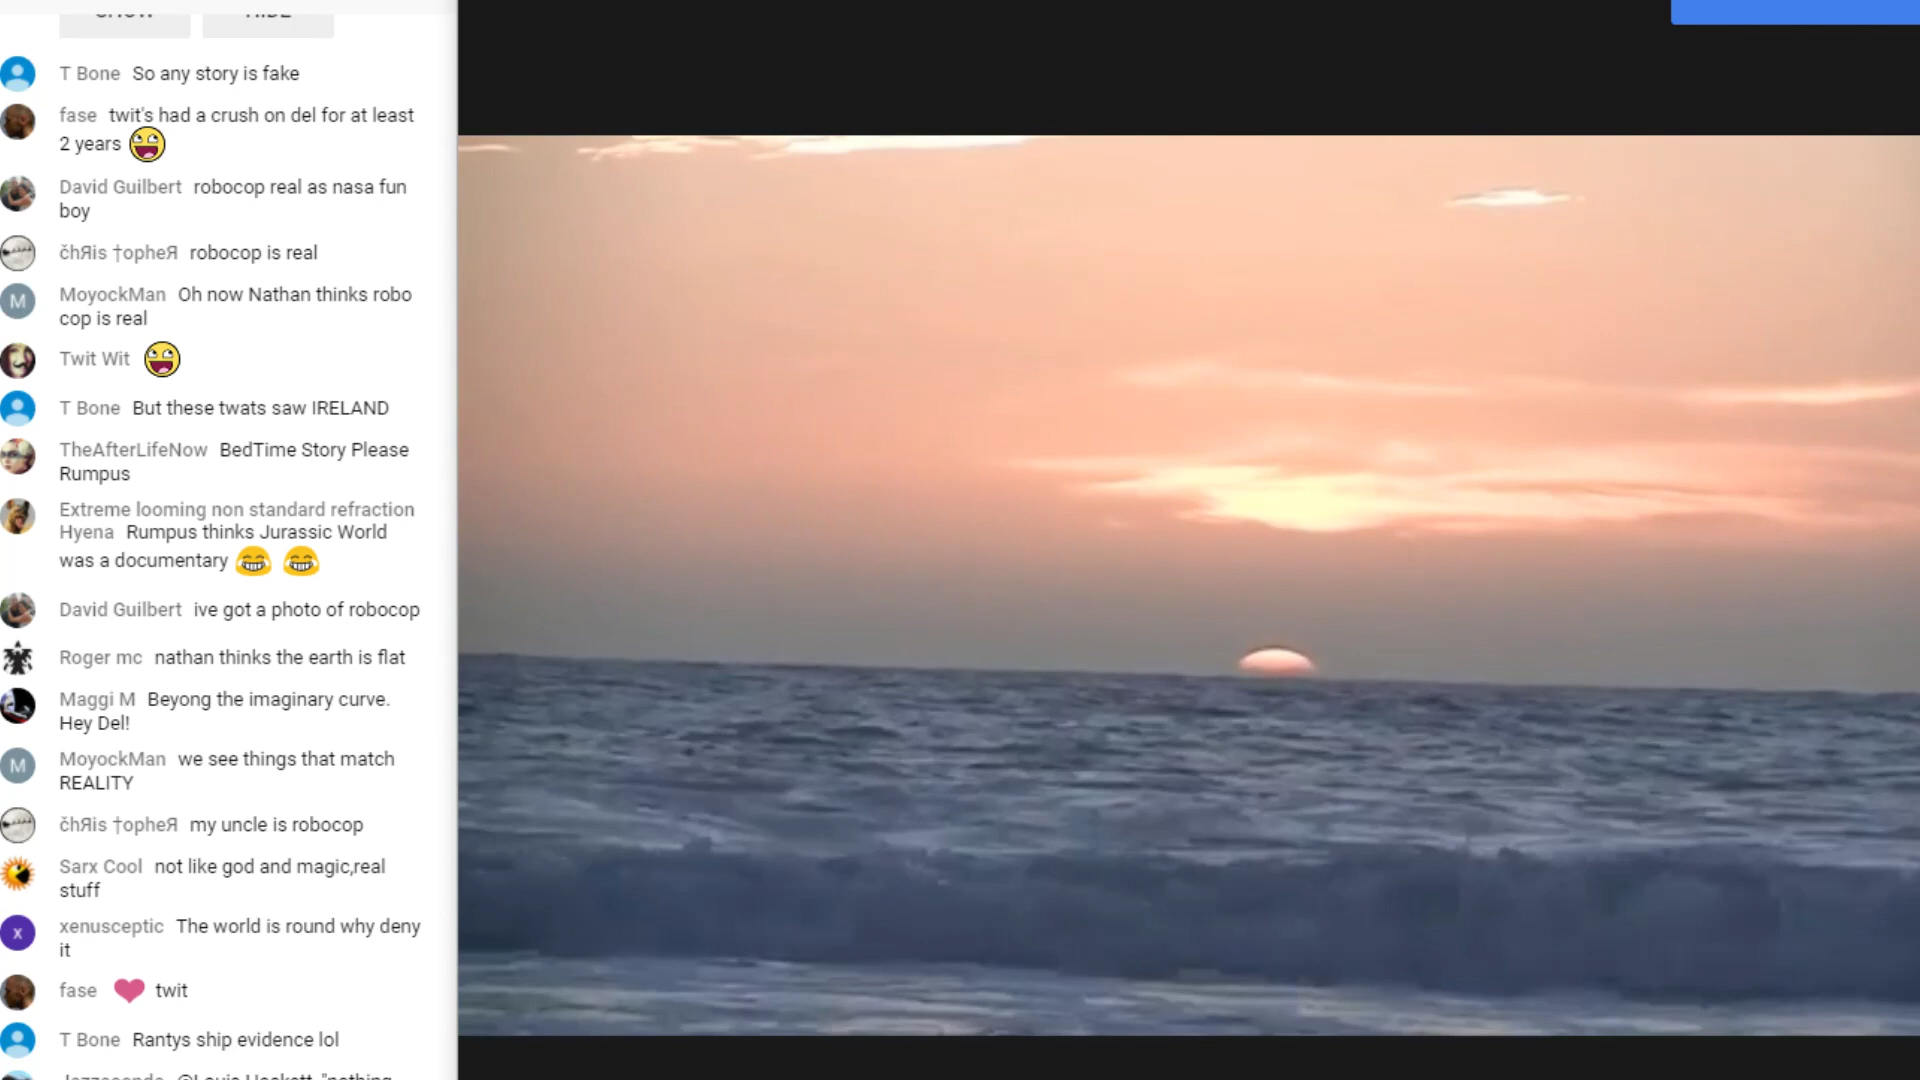 SHOW HIDE
T Bone So any story is fake
fase twit's had a crush on del for at least
2 years
David Guilbert robocop real as nasa fun
boy
čhЯis †opheЯ robocop is real
M MoyockMan Oh now Nathan thinks robo
cop is real
Twit Wit
T Bone But these twats saw IRELAND
TheAfterLifeNow BedTime Story Please
Rumpus
Extreme looming non standard refraction
Hyena Rumpus thinks Jurassic World
was a documentary
David Guilbert ive got a photo of robocop
Roger mc nathan thinks the earth is flat
Maggi M Beyong the imaginary curve.
Hey Del!
M MoyockMan we see things that match
REALITY
čhЯis †opheЯ my uncle is robocop
Sarx Cool not like god and magic,real
stuff
x xenusceptic The world is round why deny
it
fase twit
T Bone Rantys ship evidence lol
"nothing